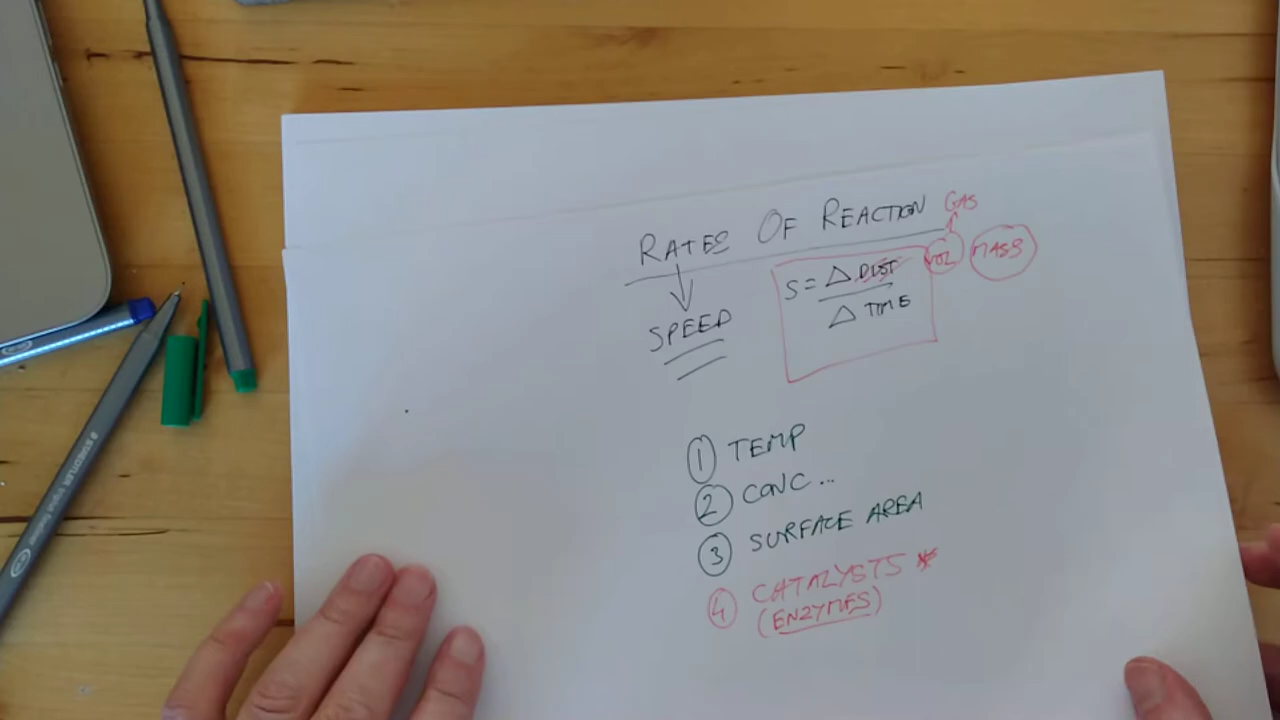 RATES OF REACTION GAS
SPEED
S = Δ DIST VOL MASS
Δ TIME
① TEMP
② CONC...
③ SURFACE AREA
④ CATALYSTS *
(ENZYMES)
STAEDTLER